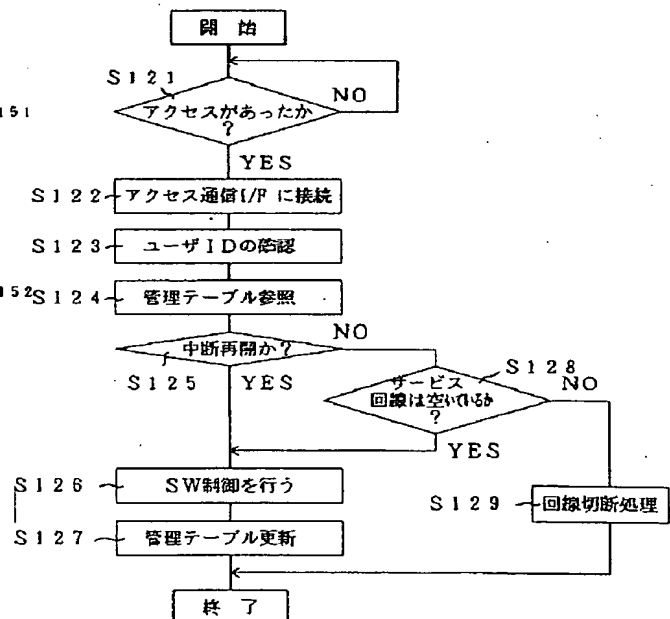 開 始
S121
アクセスがあったか
?
NO
151
YES
S122 アクセス通信I/Fに接続
S123 ユーザIDの確認
152
S124 管理テーブル参照
中断再開か?
NO
S125
YES
S128
サービス
回線は空いているか
?
NO
YES
S126 SW制御を行う
S129 回線切断処理
S127 管理テーブル更新
終 了